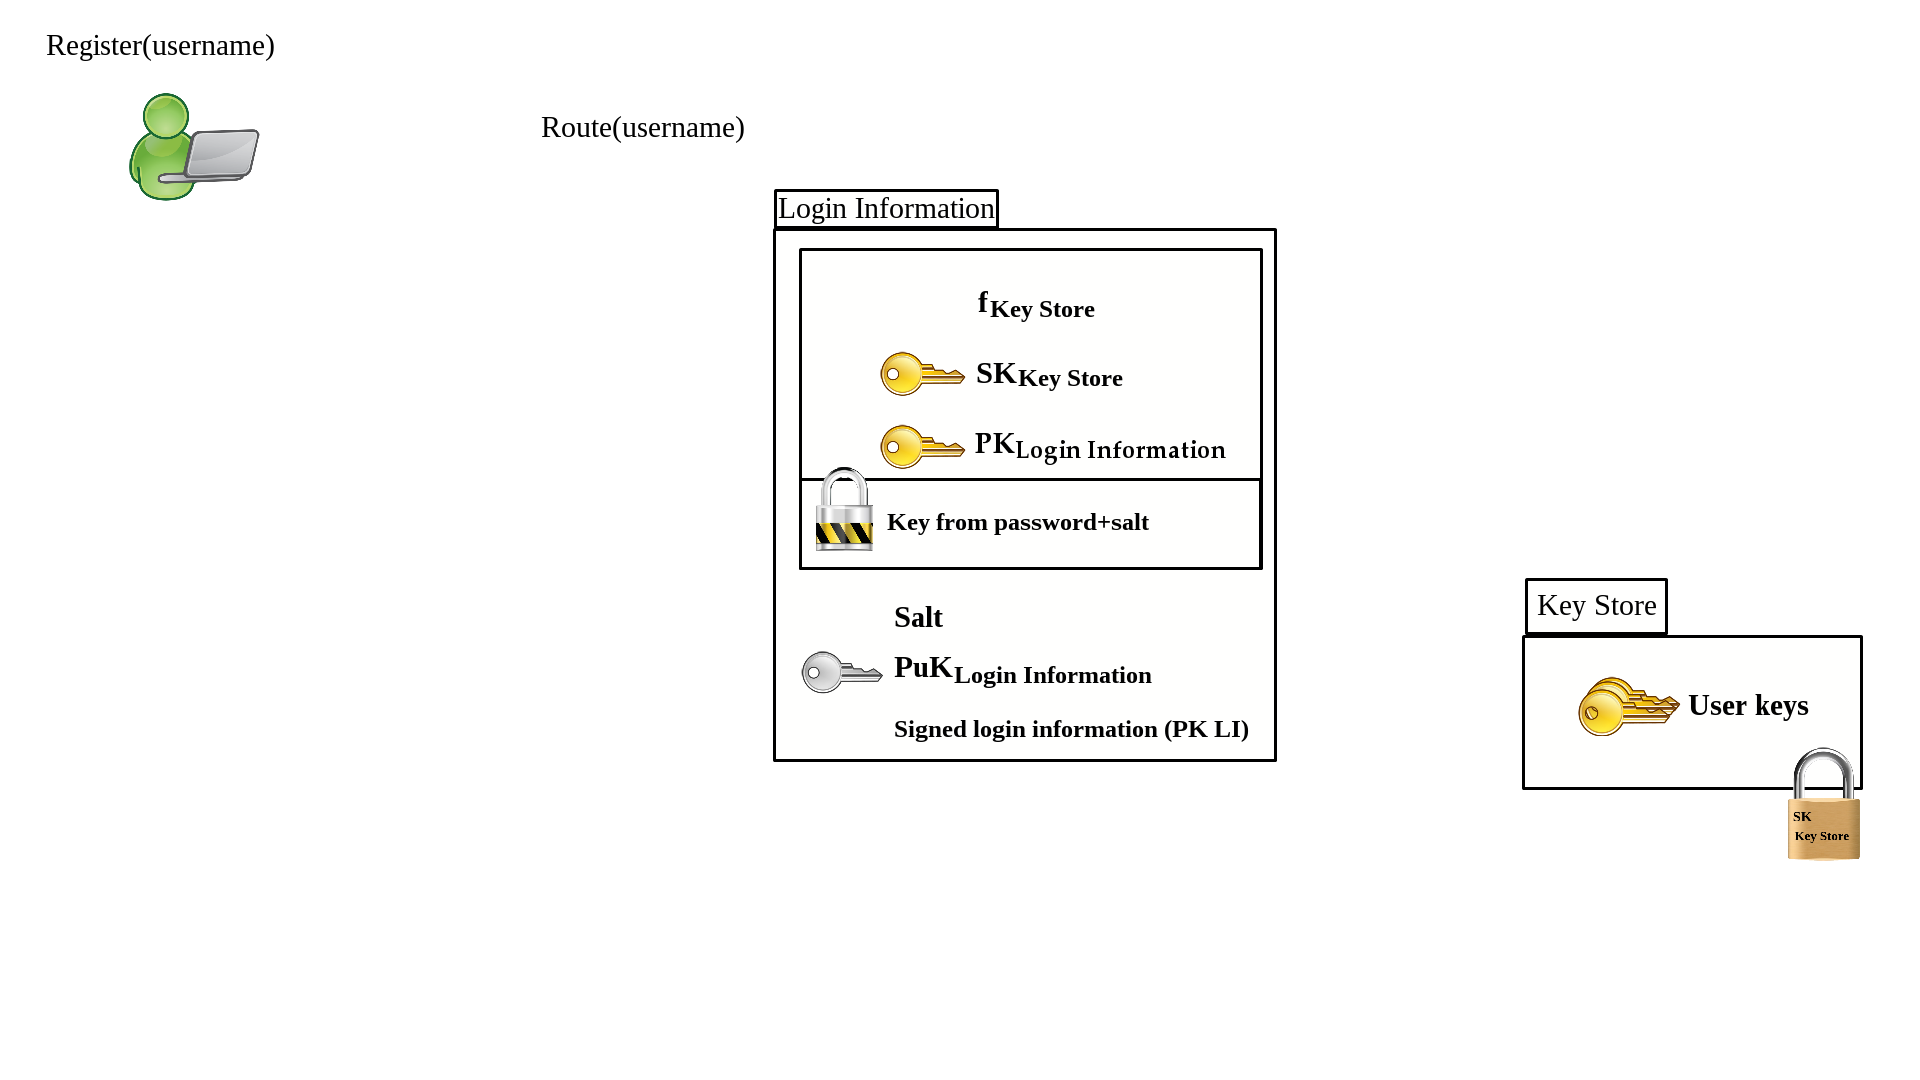 Register(username)
Route(username)
Login Information
fKey Store
SKKey Store
PKLogin Information
Key from password+salt
Salt
PuKLogin Information
Signed login information (PK LI)
Key Store
User keys
SK
Key Store